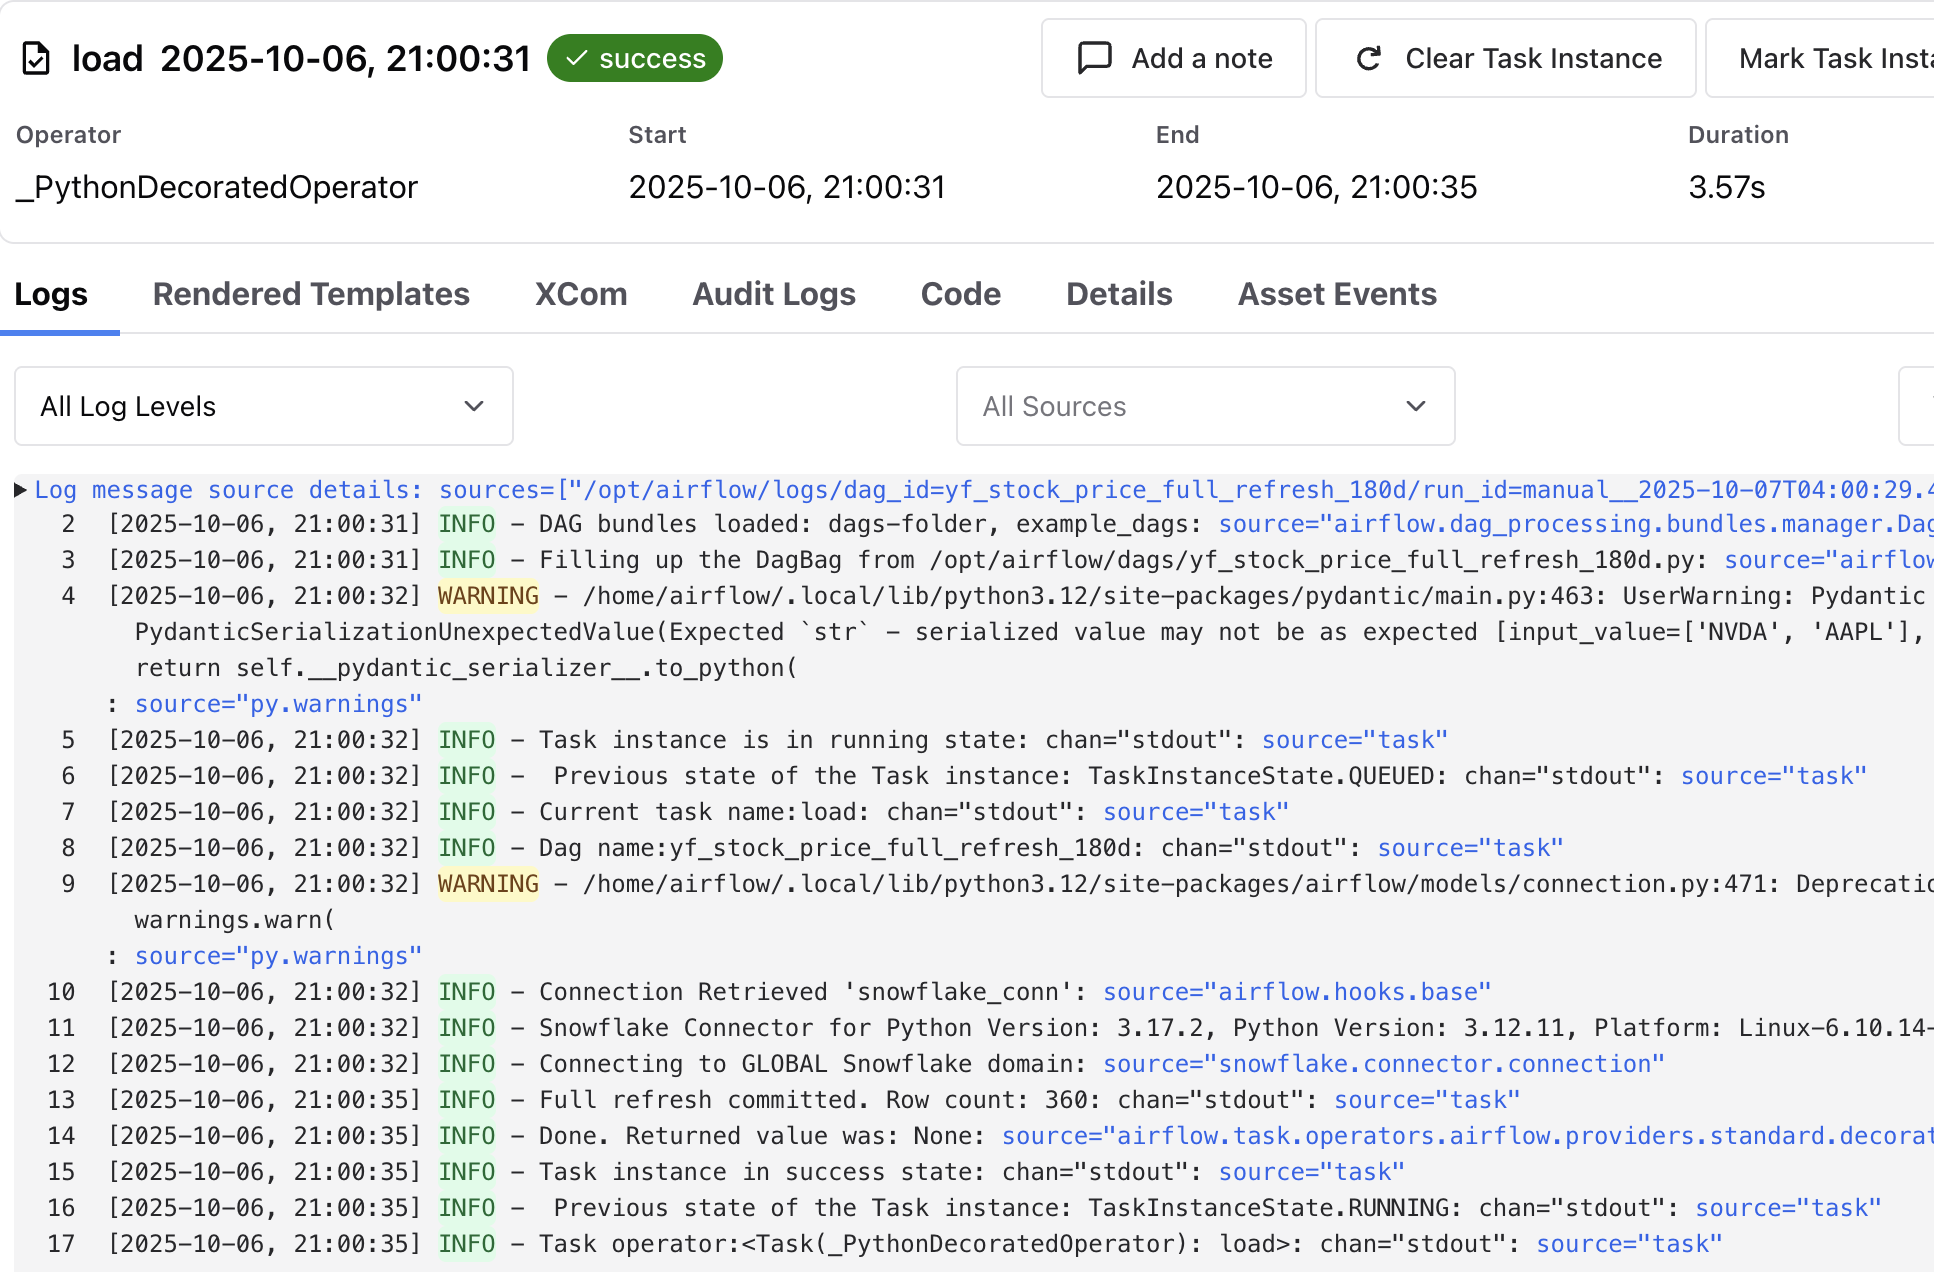 load 2025-10-06, 21:00:31 success
Add a note
Clear Task Instance
Mark Task
Operator
Start
End
Duration
_PythonDecoratedOperator
2025-10-06, 21:00:31
2025-10-06, 21:00:35
3.57s
Logs Rendered Templates XCom Audit Logs Code Details Asset Events
All Log Levels
All Sources
Log message source details: sources=["/opt/airflow/logs/dag_id=yf_stock_price_full_refresh_180d/run_id=manual__2025-10-07T04:00:29.4
2 [2025-10-06, 21:00:31] INFO - DAG bundles loaded: dags-folder, example_dags: source="airflow.dag_processing.bundles.manager.Dag
3 [2025-10-06, 21:00:31] INFO - Filling up the DagBag from /opt/airflow/dags/yf_stock_price_full_refresh_180d.py: source="airflow
4 [2025-10-06, 21:00:32] WARNING - /home/airflow/.local/lib/python3.12/site-packages/pydantic/main.py:463: UserWarning: Pydantic
PydanticSerializationUnexpectedValue(Expected `str` - serialized value may not be as expected [input_value=['NVDA', 'AAPL'],
return self.__pydantic_serializer__.to_python(
: source="py.warnings"
5 [2025-10-06, 21:00:32] INFO - Task instance is in running state: chan="stdout": source="task"
6 [2025-10-06, 21:00:32] INFO -  Previous state of the Task instance: TaskInstanceState.QUEUED: chan="stdout": source="task"
7 [2025-10-06, 21:00:32] INFO - Current task name:load: chan="stdout": source="task"
8 [2025-10-06, 21:00:32] INFO - Dag name:yf_stock_price_full_refresh_180d: chan="stdout": source="task"
9 [2025-10-06, 21:00:32] WARNING - /home/airflow/.local/lib/python3.12/site-packages/airflow/models/connection.py:471: Deprecatio
warnings.warn(
: source="py.warnings"
10 [2025-10-06, 21:00:32] INFO - Connection Retrieved 'snowflake_conn': source="airflow.hooks.base"
11 [2025-10-06, 21:00:32] INFO - Snowflake Connector for Python Version: 3.17.2, Python Version: 3.12.11, Platform: Linux-6.10.14-
12 [2025-10-06, 21:00:32] INFO - Connecting to GLOBAL Snowflake domain: source="snowflake.connector.connection"
13 [2025-10-06, 21:00:35] INFO - Full refresh committed. Row count: 360: chan="stdout": source="task"
14 [2025-10-06, 21:00:35] INFO - Done. Returned value was: None: source="airflow.task.operators.airflow.providers.standard.decorat
15 [2025-10-06, 21:00:35] INFO - Task instance in success state: chan="stdout": source="task"
16 [2025-10-06, 21:00:35] INFO -  Previous state of the Task instance: TaskInstanceState.RUNNING: chan="stdout": source="task"
17 [2025-10-06, 21:00:35] INFO - Task operator:<Task(_PythonDecoratedOperator): load>: chan="stdout": source="task"